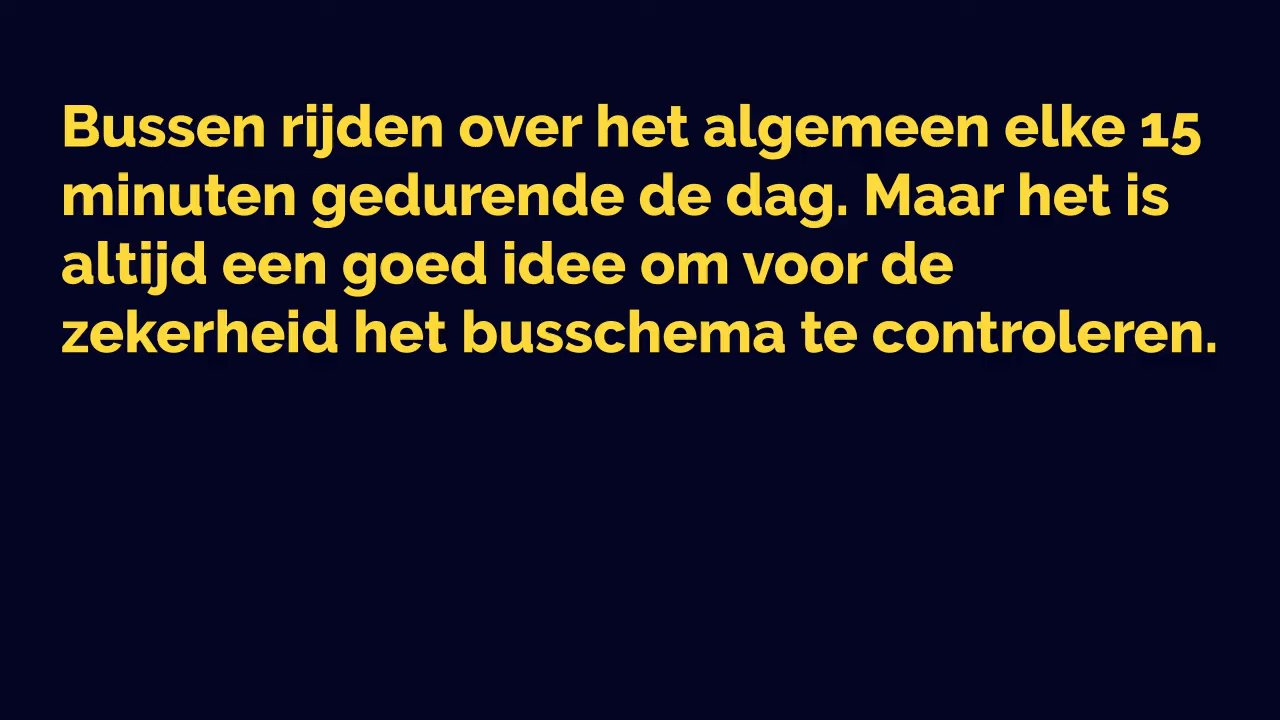 Bussen rijden over het algemeen elke 15
minuten gedurende de dag. Maar het is
altijd een goed idee om voor de
zekerheid het busschema te controleren.